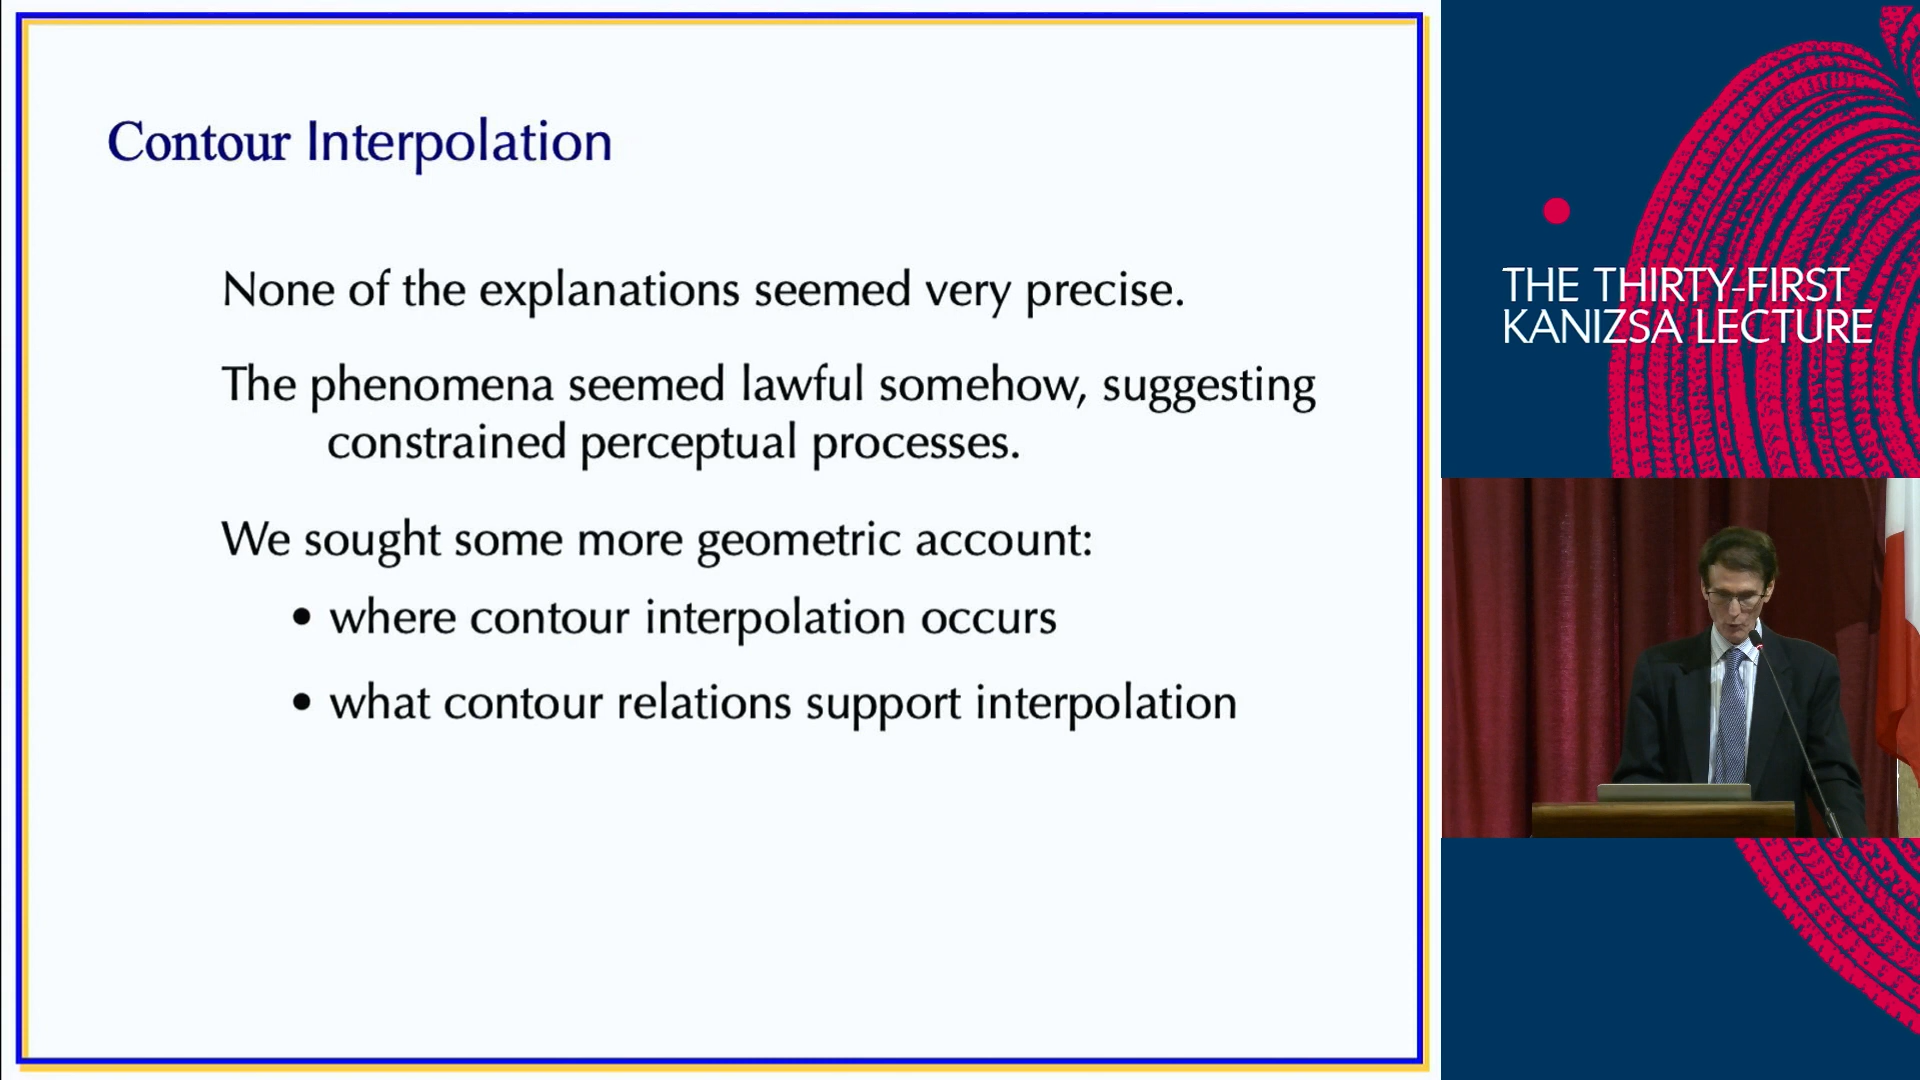 Contour Interpolation
None of the explanations seemed very precise.
The phenomena seemed lawful somehow, suggesting
constrained perceptual processes.
We sought some more geometric account:
• where contour interpolation occurs
• what contour relations support interpolation
THE THIRTY-FIRST
KANIZSA LECTURE